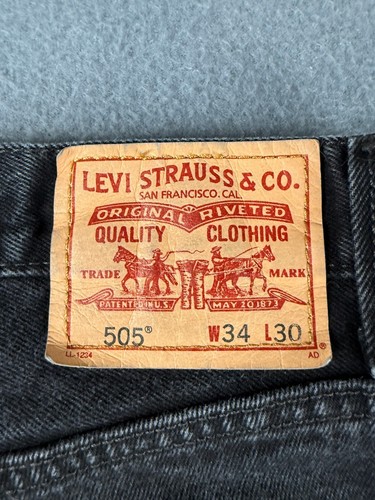 LEVI STRAUSS & CO.
SAN FRANCISCO. CAL.
ORIGINAL RIVETED
QUALITY CLOTHING
TRADE MARK
PATENTED IN U.S. MAY 20 1873
505® W34 L30
LL-1234 AD ®